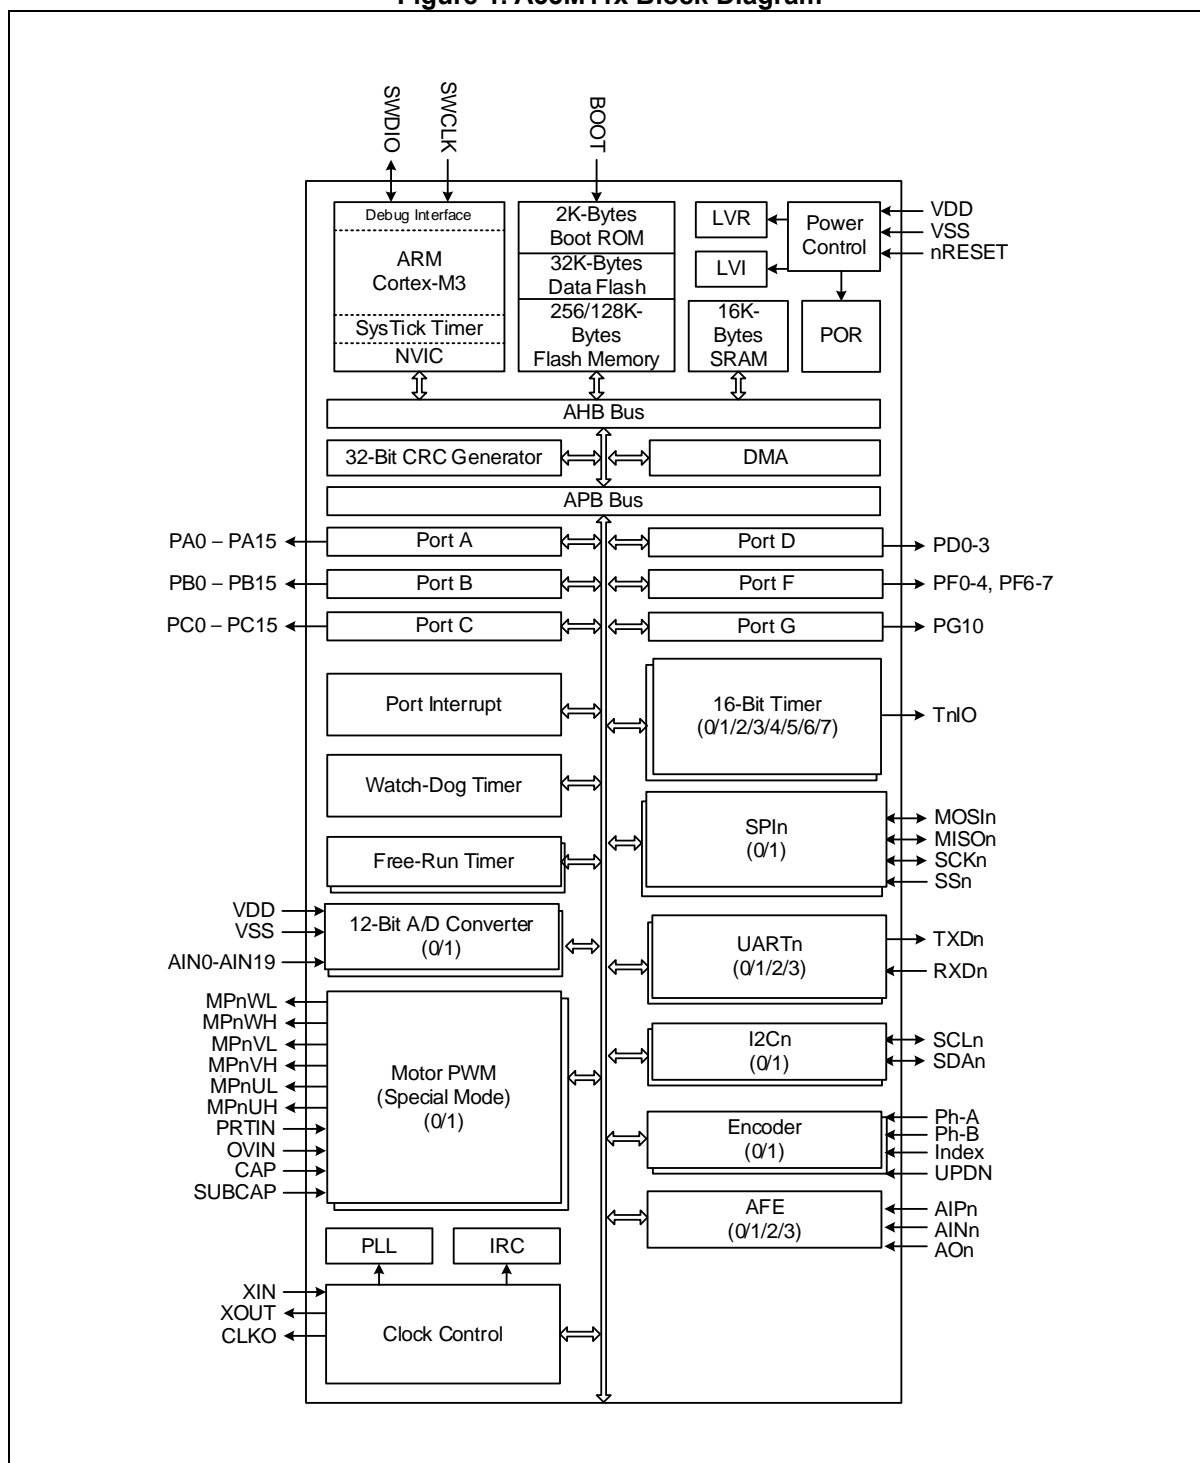 SWDIO
SWCLK
BOOT
Debug Interface
ARM
Cortex-M3
SysTick Timer
NVIC
2K-Bytes
Boot ROM
32K-Bytes
Data Flash
256/128K-
Bytes
Flash Memory
LVR
LVI
Power
Control
VDD
VSS
nRESET
16K-
Bytes
SRAM
POR
AHB Bus
32-Bit CRC Generator
DMA
APB Bus
PA0 – PA15
Port A
Port D
PD0-3
PB0 – PB15
Port B
Port F
PF0-4, PF6-7
PC0 – PC15
Port C
Port G
PG10
Port Interrupt
16-Bit Timer
(0/1/2/3/4/5/6/7)
TnIO
Watch-Dog Timer
SPIn
(0/1)
MOSIn
MISOn
SCKn
SSn
Free-Run Timer
VDD
VSS
AIN0-AIN19
12-Bit A/D Converter
(0/1)
UARTn
(0/1/2/3)
TXDn
RXDn
MPnWL
MPnWH
MPnVL
MPnVH
MPnUL
MPnUH
PRTIN
OVIN
CAP
SUBCAP
Motor PWM
(Special Mode)
(0/1)
I2Cn
(0/1)
SCLn
SDAn
Encoder
(0/1)
Ph-A
Ph-B
Index
UPDN
AFE
(0/1/2/3)
AIPn
AINn
AOn
PLL
IRC
XIN
XOUT
CLKO
Clock Control